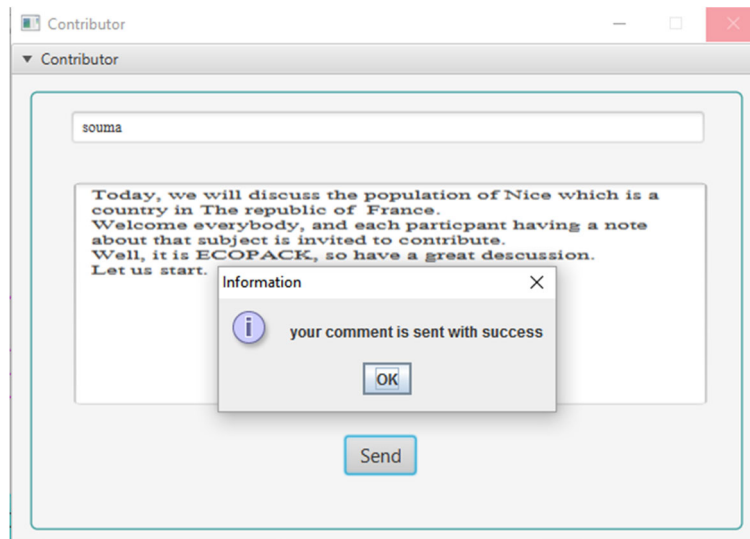 Contributor
Contributor
souma
Today, we will discuss the population of Nice which is a
country in The republic of France.
Welcome everybody, and each particpant having a note
about that subject is invited to contribute.
Well, it is ECOPACK, so have a great descussion.
Let us start.
Information
your comment is sent with success
OK
Send